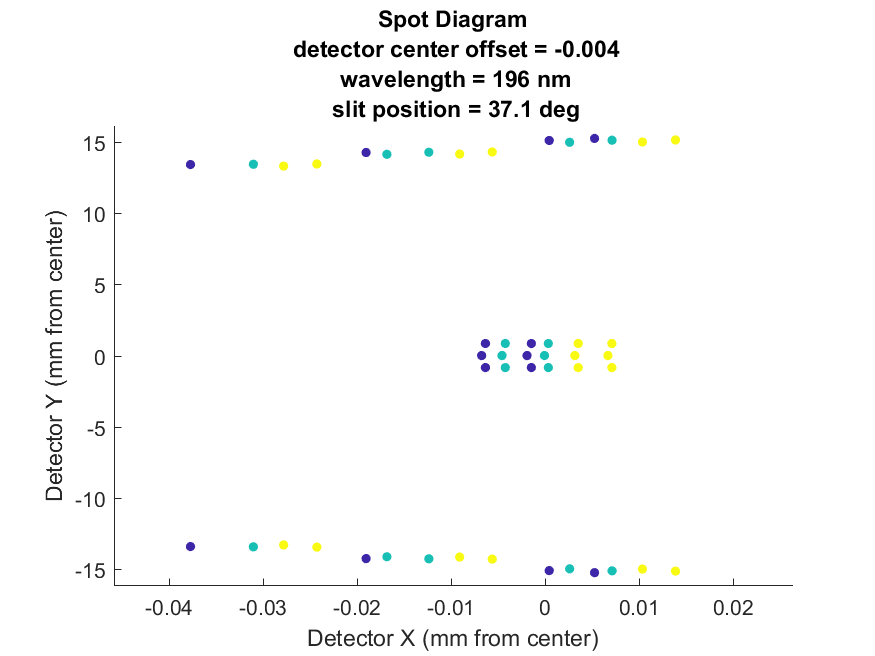 Spot Diagram
detector center offset = -0.004
wavelength = 196 nm
slit position = 37.1 deg
15
10
5
0
-5
-10
-15
Detector Y (mm from center)
-0.04 -0.03 -0.02 -0.01 0 0.01 0.02
Detector X (mm from center)